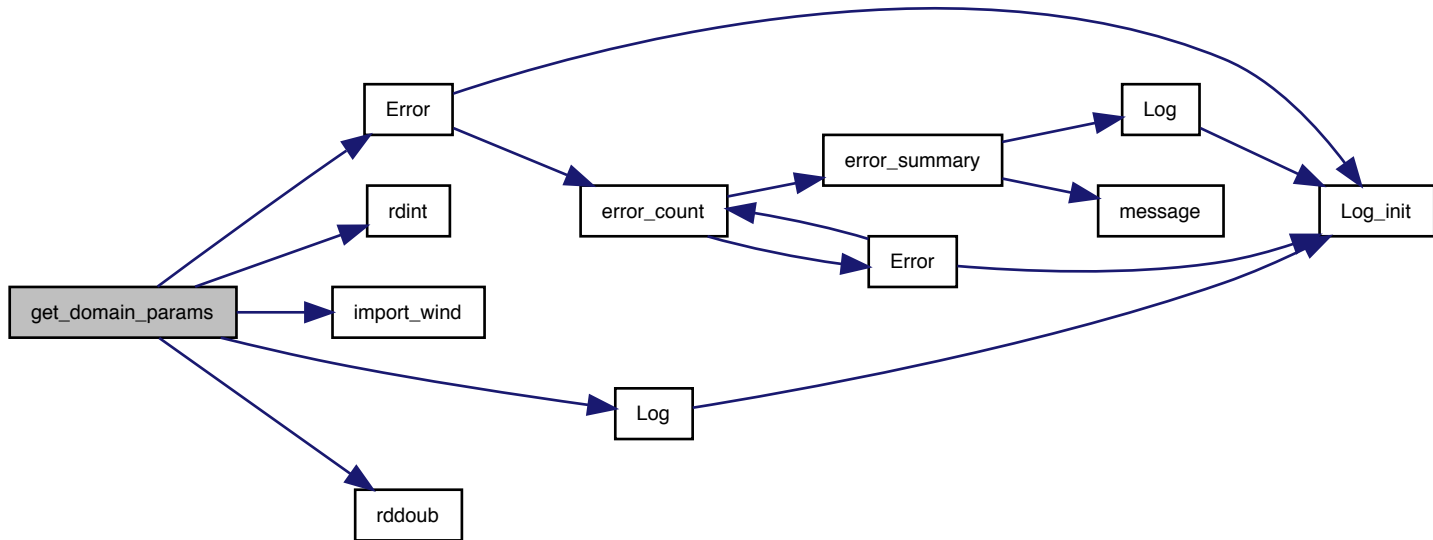 get_domain_params
Error
rdint
import_wind
Log
rddoub
error_count
error_summary
Error
Log
message
Log_init